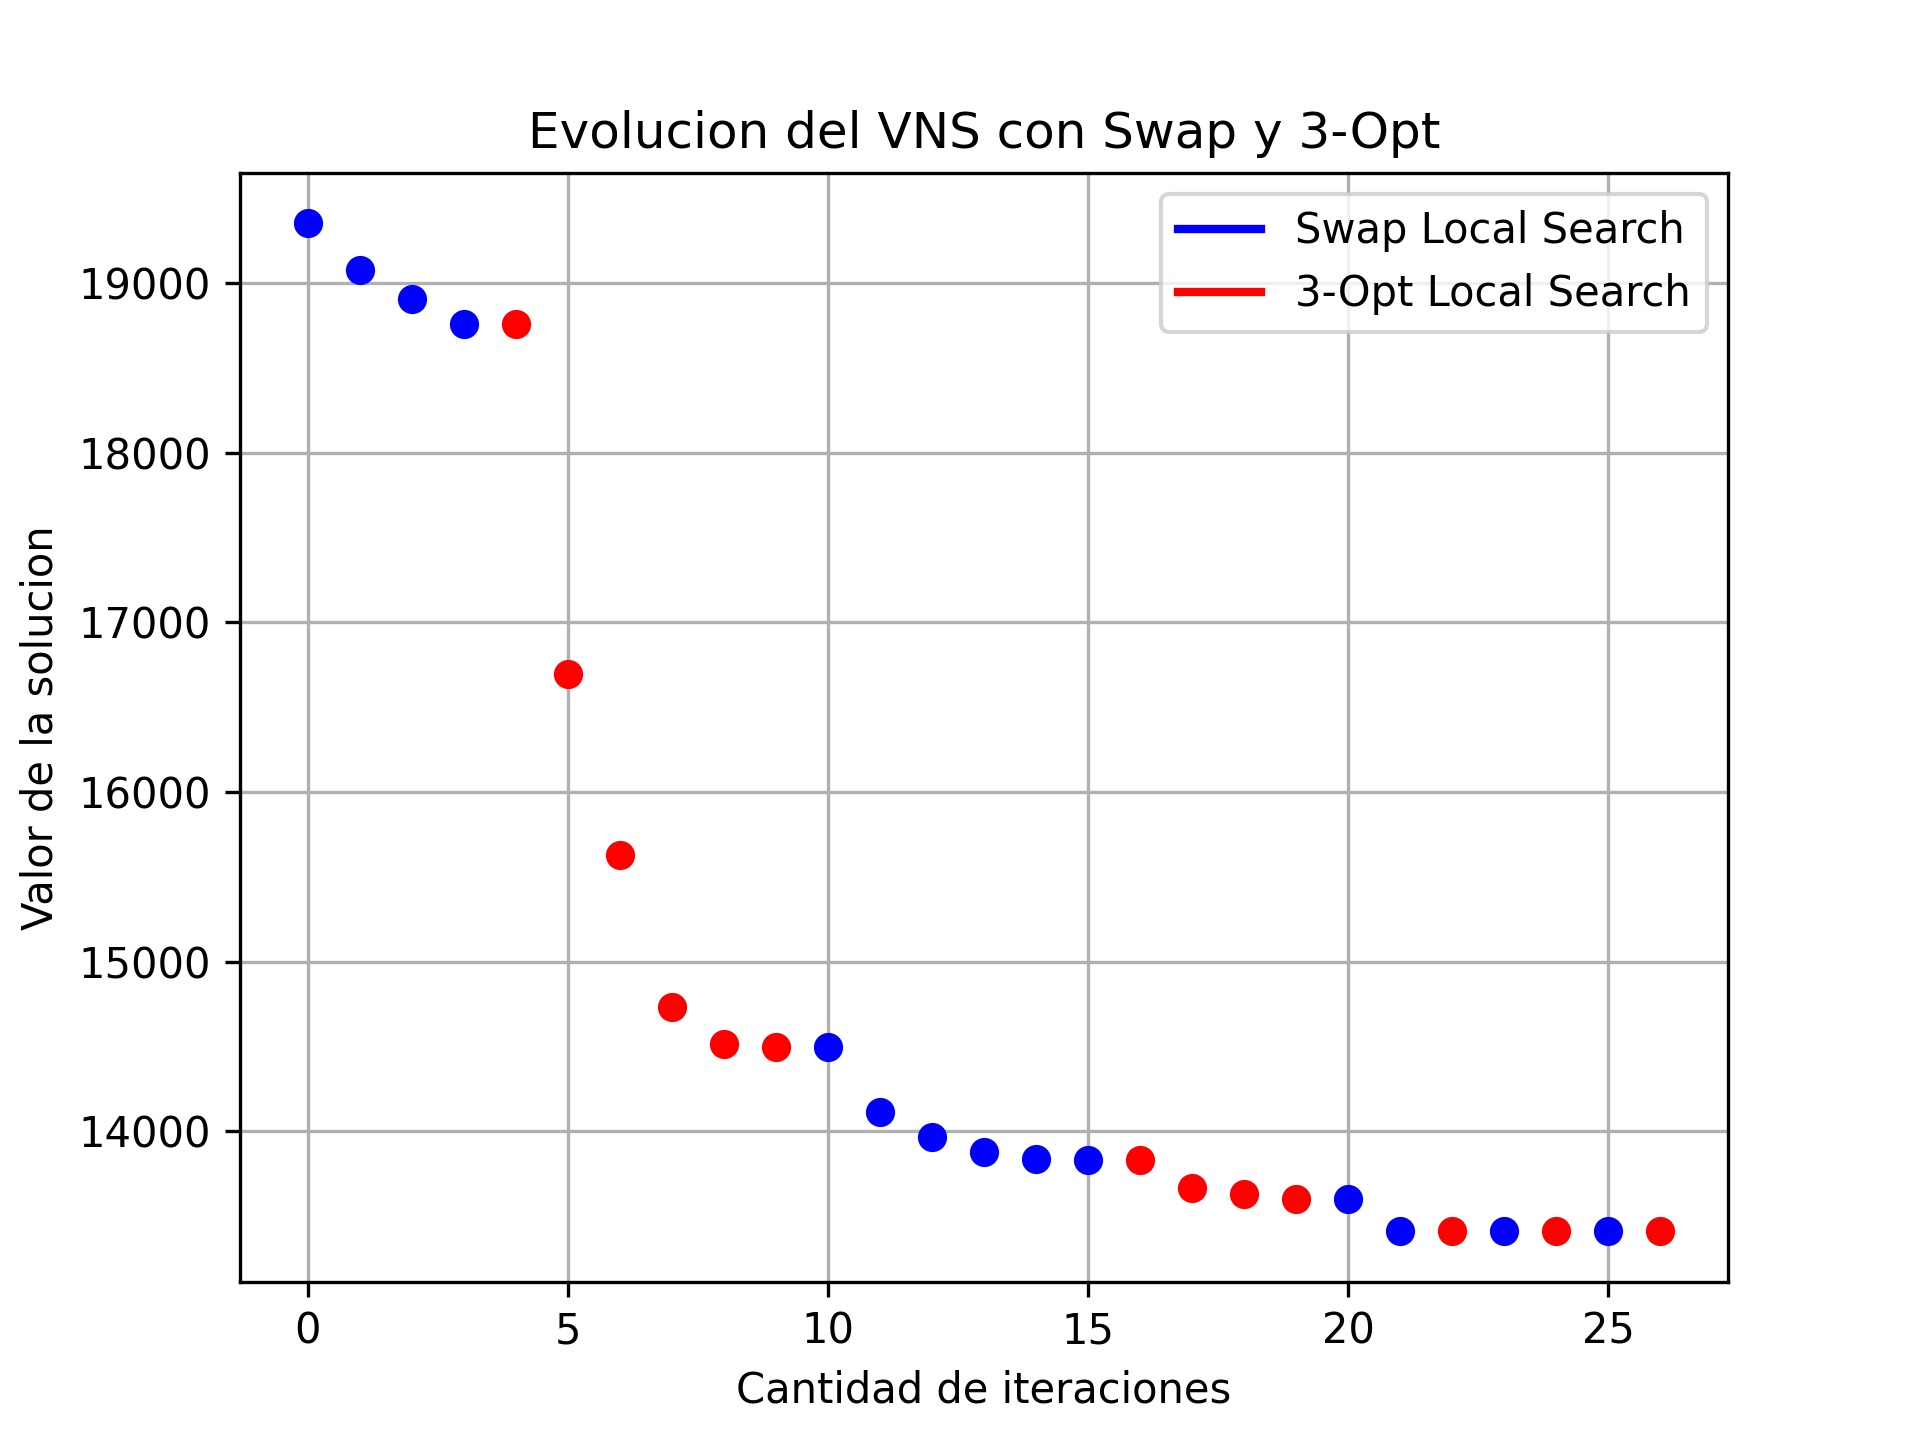 Evolucion del VNS con Swap y 3-Opt
Swap Local Search
3-Opt Local Search
Valor de la solucion
19000
18000
17000
16000
15000
14000
0 5 10 15 20 25
Cantidad de iteraciones